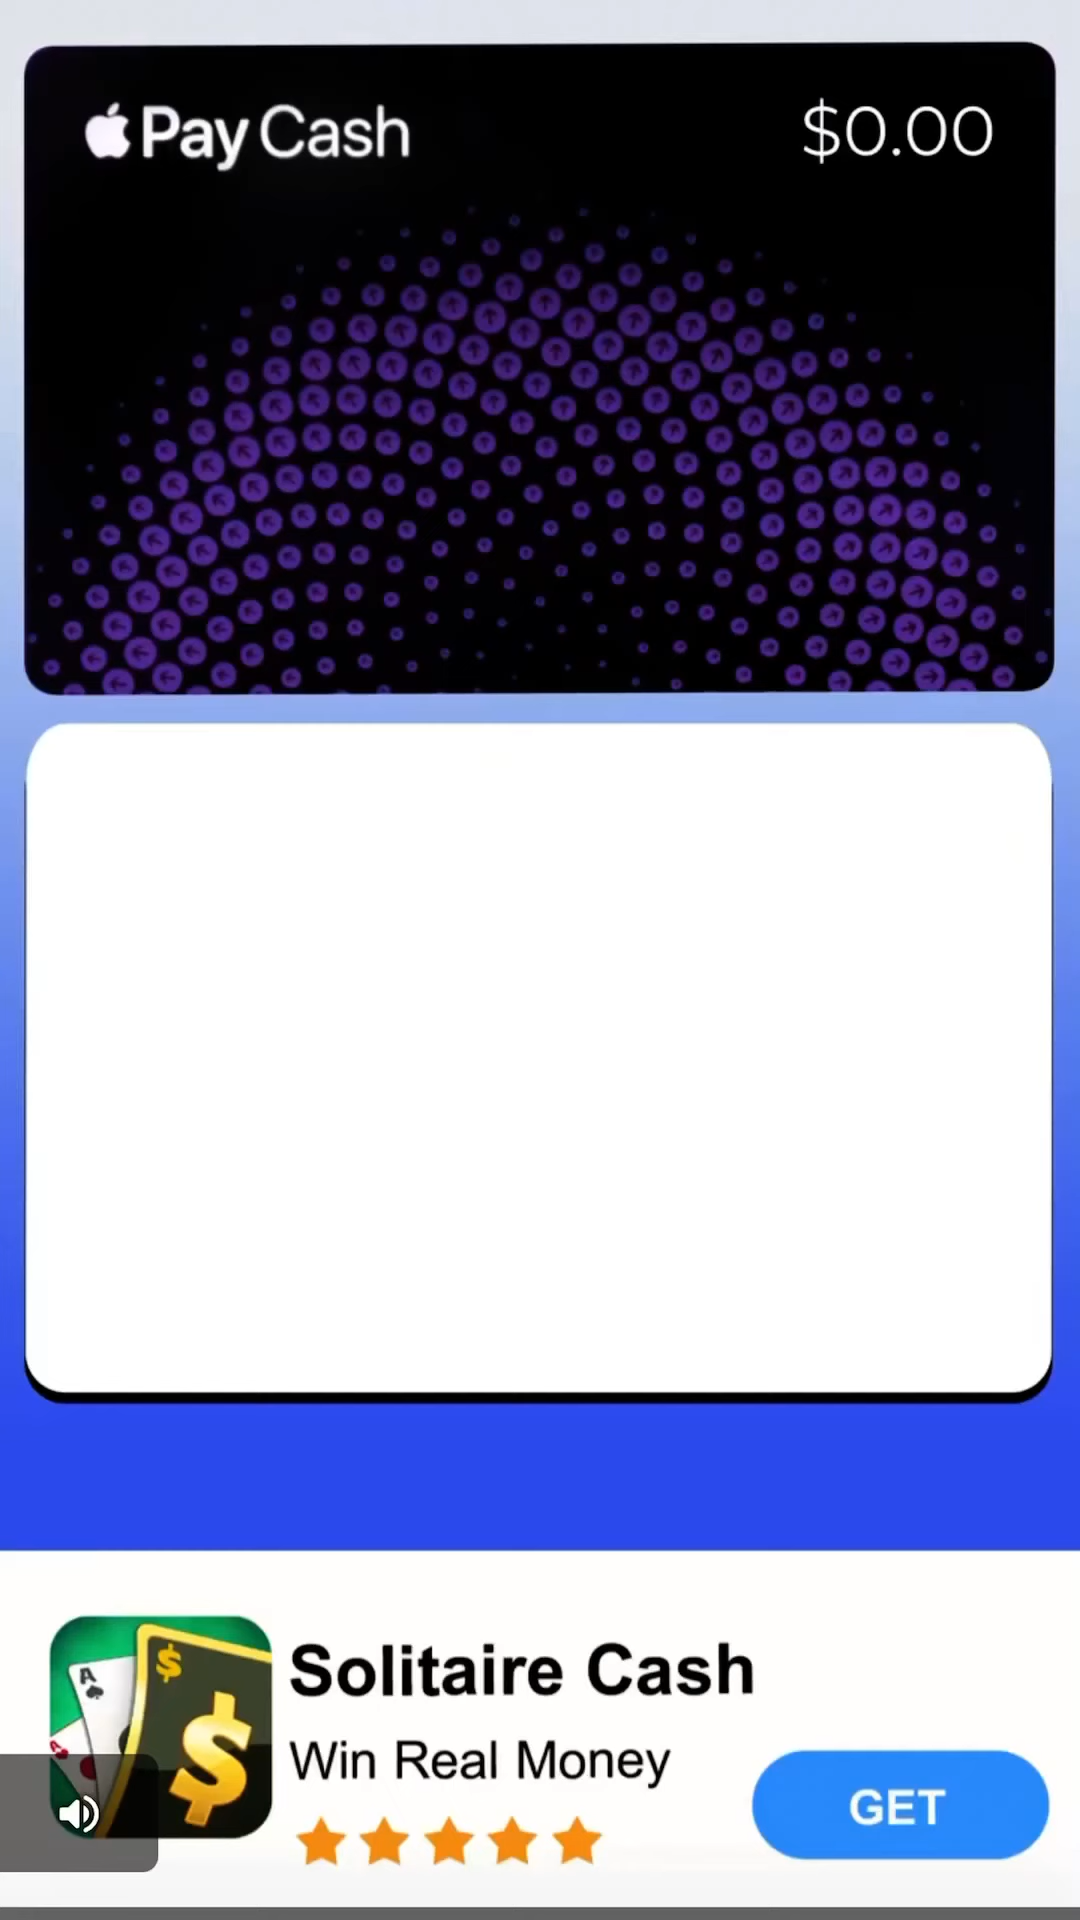 Pay Cash
$0.00
Solitaire Cash
Win Real Money
GET
A
$
$